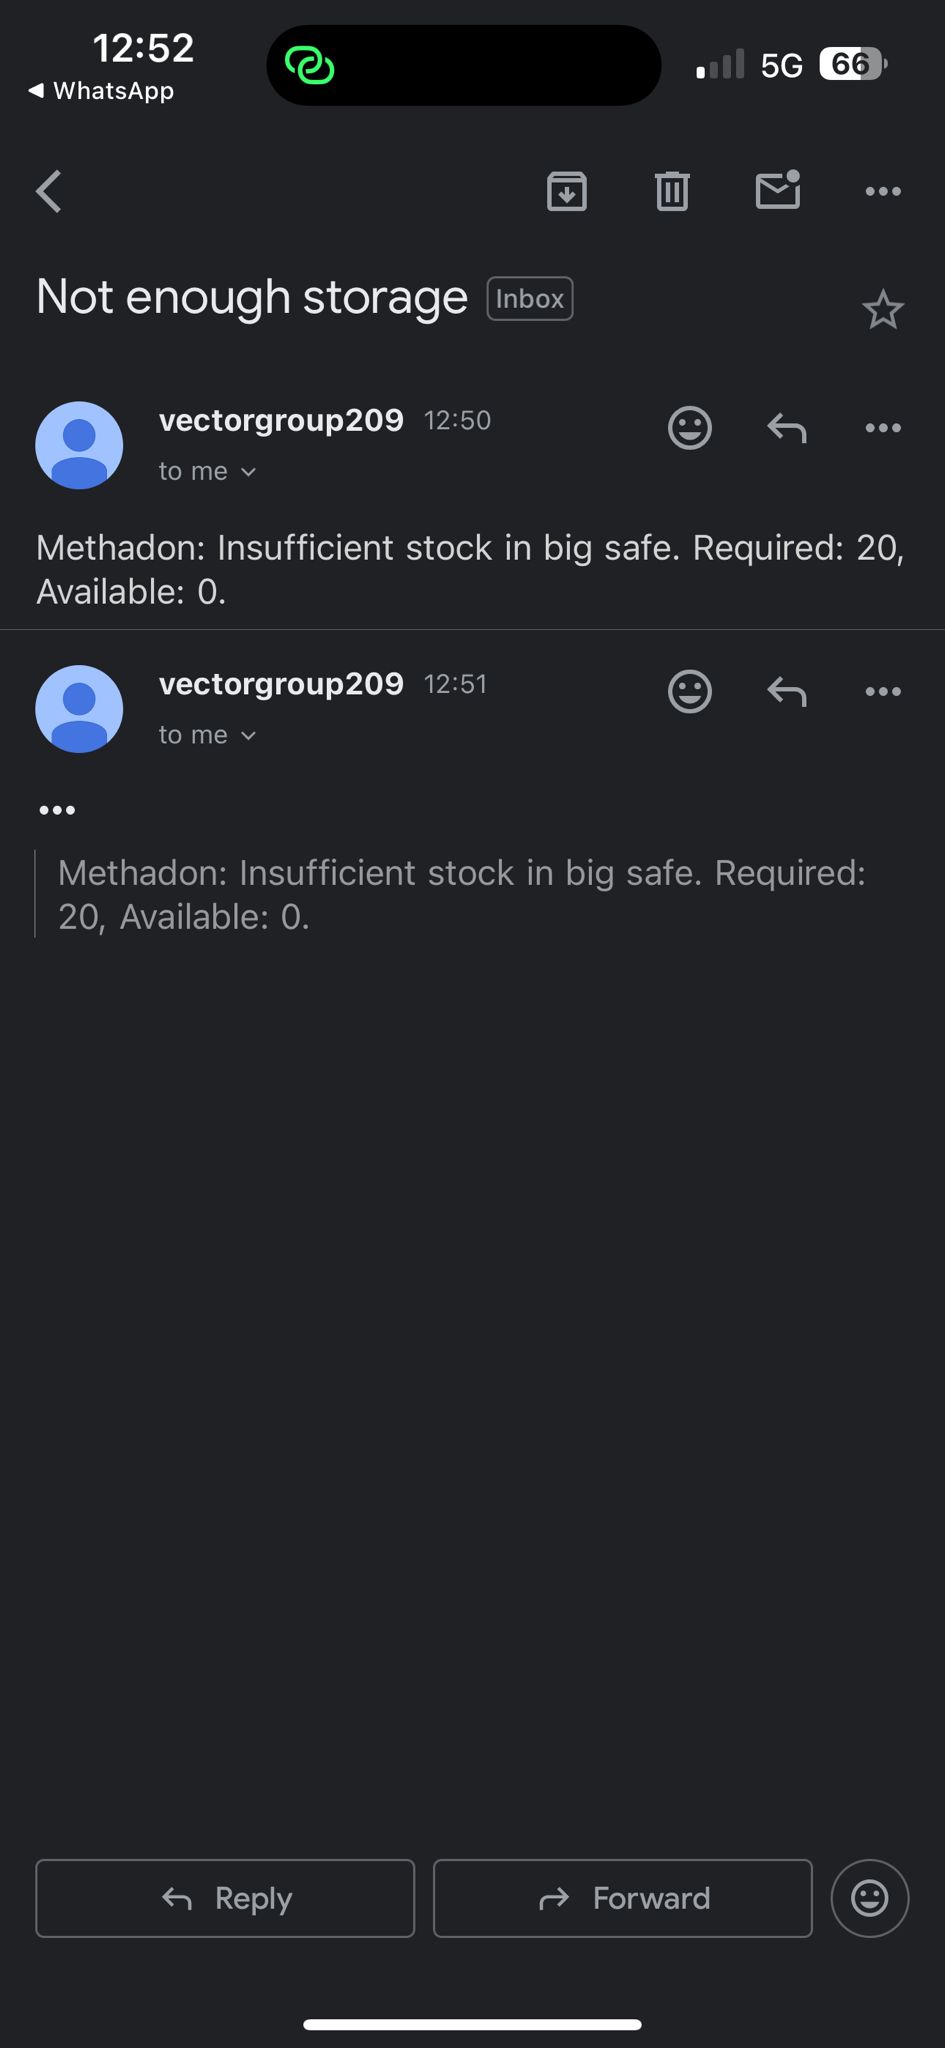 12:52
WhatsApp
5G
66
Not enough storage
Inbox
vectorgroup209 12:50
to me
Methadon: Insufficient stock in big safe. Required: 20,
Available: 0.
vectorgroup209 12:51
to me
Methadon: Insufficient stock in big safe. Required:
20, Available: 0.
Reply
Forward